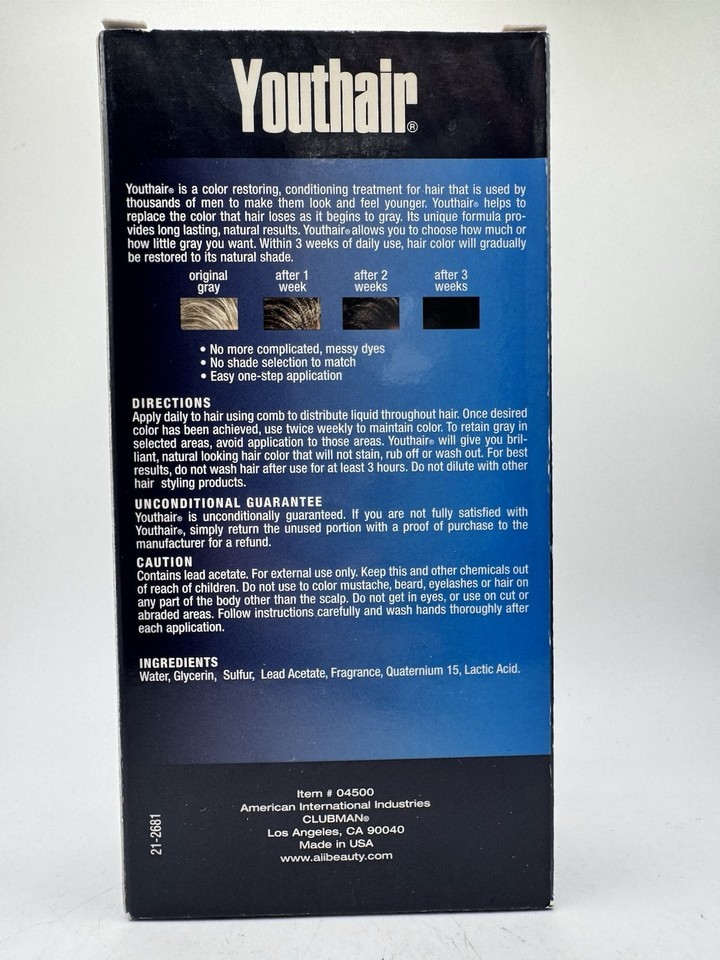 Youthair®
Youthair® is a color restoring, conditioning treatment for hair that is used by
thousands of men to make them look and feel younger. Youthair® helps to
replace the color that hair loses as it begins to gray. Its unique formula pro-
vides long lasting, natural results. Youthair® allows you to choose how much or
how little gray you want. Within 3 weeks of daily use, hair color will gradually
be restored to its natural shade.
original after 1 after 2 after 3
gray week weeks weeks
• No more complicated, messy dyes
• No shade selection to match
• Easy one-step application
DIRECTIONS
Apply daily to hair using comb to distribute liquid throughout hair. Once desired
color has been achieved, use twice weekly to maintain color. To retain gray in
selected areas, avoid application to those areas. Youthair® will give you bril-
liant, natural looking hair color that will not stain, rub off or wash out. For best
results, do not wash hair after use for at least 3 hours. Do not dilute with other
hair styling products.
UNCONDITIONAL GUARANTEE
Youthair® is unconditionally guaranteed. If you are not fully satisfied with
Youthair®, simply return the unused portion with a proof of purchase to the
manufacturer for a refund.
CAUTION
Contains lead acetate. For external use only. Keep this and other chemicals out
of reach of children. Do not use to color mustache, beard, eyelashes or hair on
any part of the body other than the scalp. Do not get in eyes, or use on cut or
abraded areas. Follow instructions carefully and wash hands thoroughly after
each application.
INGREDIENTS
Water, Glycerin, Sulfur, Lead Acetate, Fragrance, Quaternium 15, Lactic Acid.
Item # 04500
American International Industries
CLUBMAN®
Los Angeles, CA 90040
Made in USA
www.aiibeauty.com
21-2681